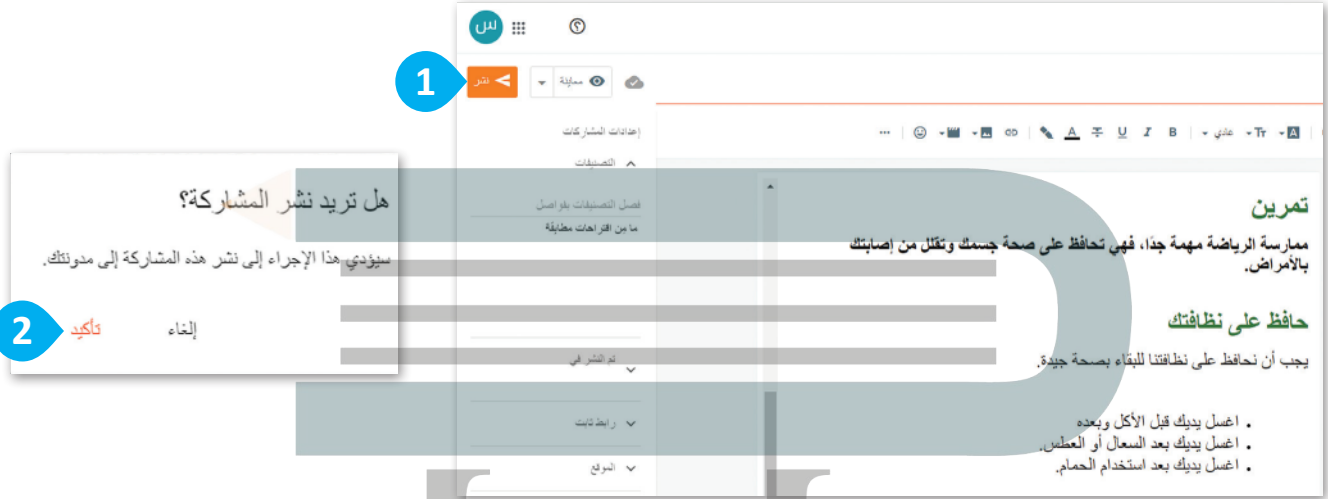 س
1
نشر
معاينة
عادي
B I U
إعدادات المشاركات
التصنيفات
فصل التصنيفات بفواصل
ما من اقتراحات مطابقة
تم النشر في
رابط ثابت
الموقع
تمرين
ممارسة الرياضة مهمة جدًا، فهي تحافظ على صحة جسمك وتقلل من إصابتك
بالأمراض.
حافظ على نظافتك
يجب أن نحافظ على نظافتنا للبقاء بصحة جيدة.
• اغسل يديك قبل الأكل وبعده
• اغسل يديك بعد السعال أو العطس.
• اغسل يديك بعد استخدام الحمام.
هل تريد نشر المشاركة؟
سيؤدي هذا الإجراء إلى نشر هذه المشاركة إلى مدونتك.
إلغاء
تأكيد
2